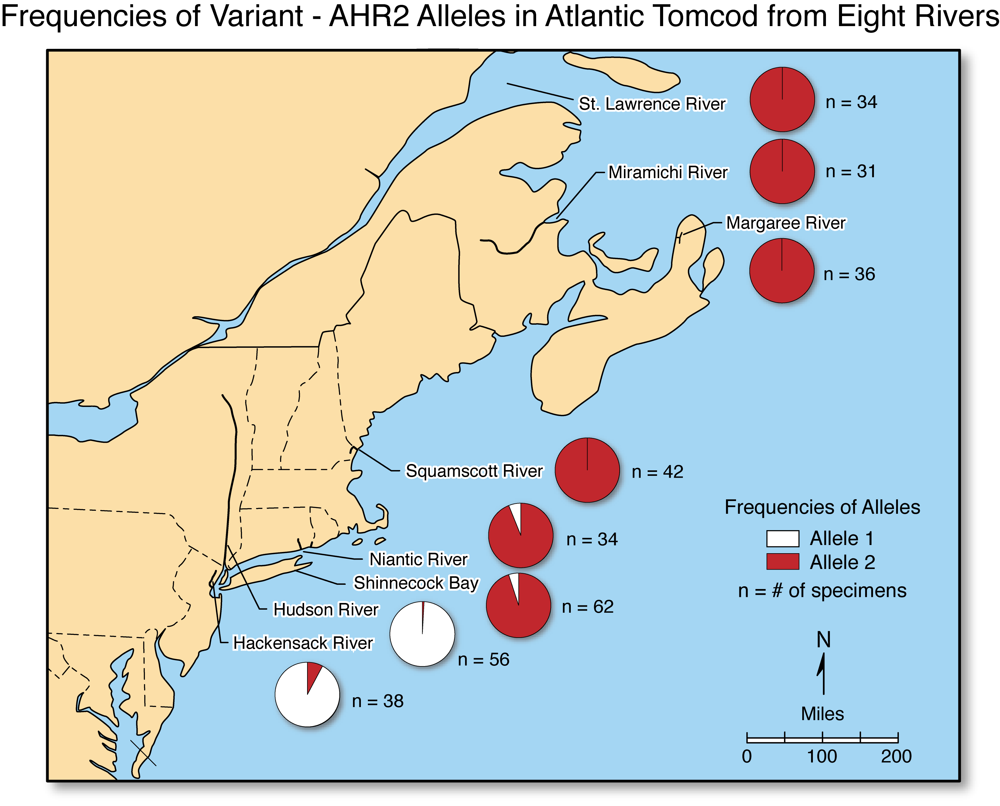 Frequencies of Variant - AHR2 Alleles in Atlantic Tomcod from Eight Rivers
St. Lawrence River
n = 34
Miramichi River
n = 31
Margaree River
n = 36
Squamscott River
n = 42
Niantic River
n = 34
Shinnecock Bay
n = 62
Hudson River
n = 56
Hackensack River
n = 38
Frequencies of Alleles
Allele 1
Allele 2
n = # of specimens
N
Miles
0 100 200